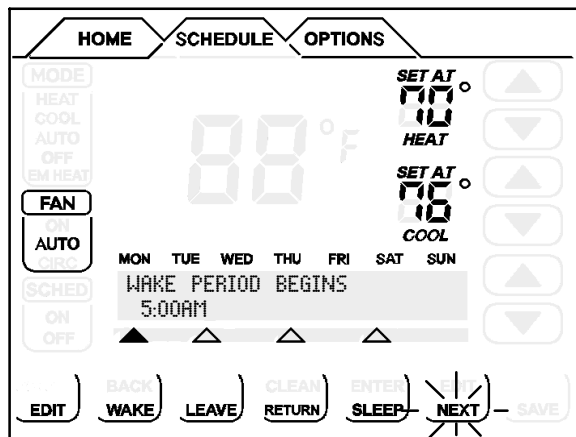 HOME SCHEDULE OPTIONS
MODE
HEAT
COOL
AUTO
OFF
EM HEAT
88°F
SET AT
70°
HEAT
SET AT
76°
COOL
FAN
ON
AUTO
CIRC
SCHED
ON
OFF
MON TUE WED THU FRI SAT SUN
WAKE PERIOD BEGINS
5:00AM
BACK CLEAN ENTER EDIT
EDIT WAKE LEAVE RETURN SLEEP NEXT SAVE